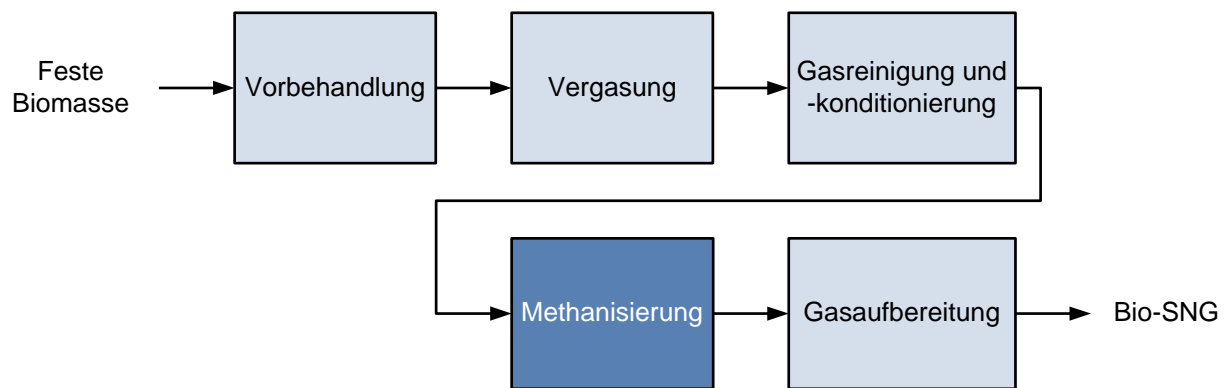 Feste
Biomasse
Vorbehandlung
Vergasung
Gasreinigung und
-konditionierung
Methanisierung
Gasaufbereitung
Bio-SNG